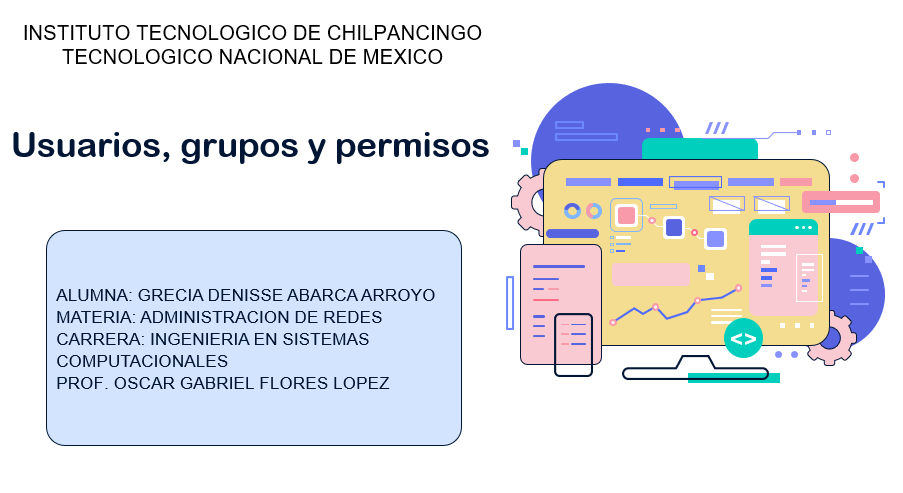 INSTITUTO TECNOLOGICO DE CHILPANCINGO
TECNOLOGICO NACIONAL DE MEXICO
Usuarios, grupos y permisos
ALUMNA: GRECIA DENISSE ABARCA ARROYO
MATERIA: ADMINISTRACION DE REDES
CARRERA: INGENIERIA EN SISTEMAS
COMPUTACIONALES
PROF. OSCAR GABRIEL FLORES LOPEZ
<>